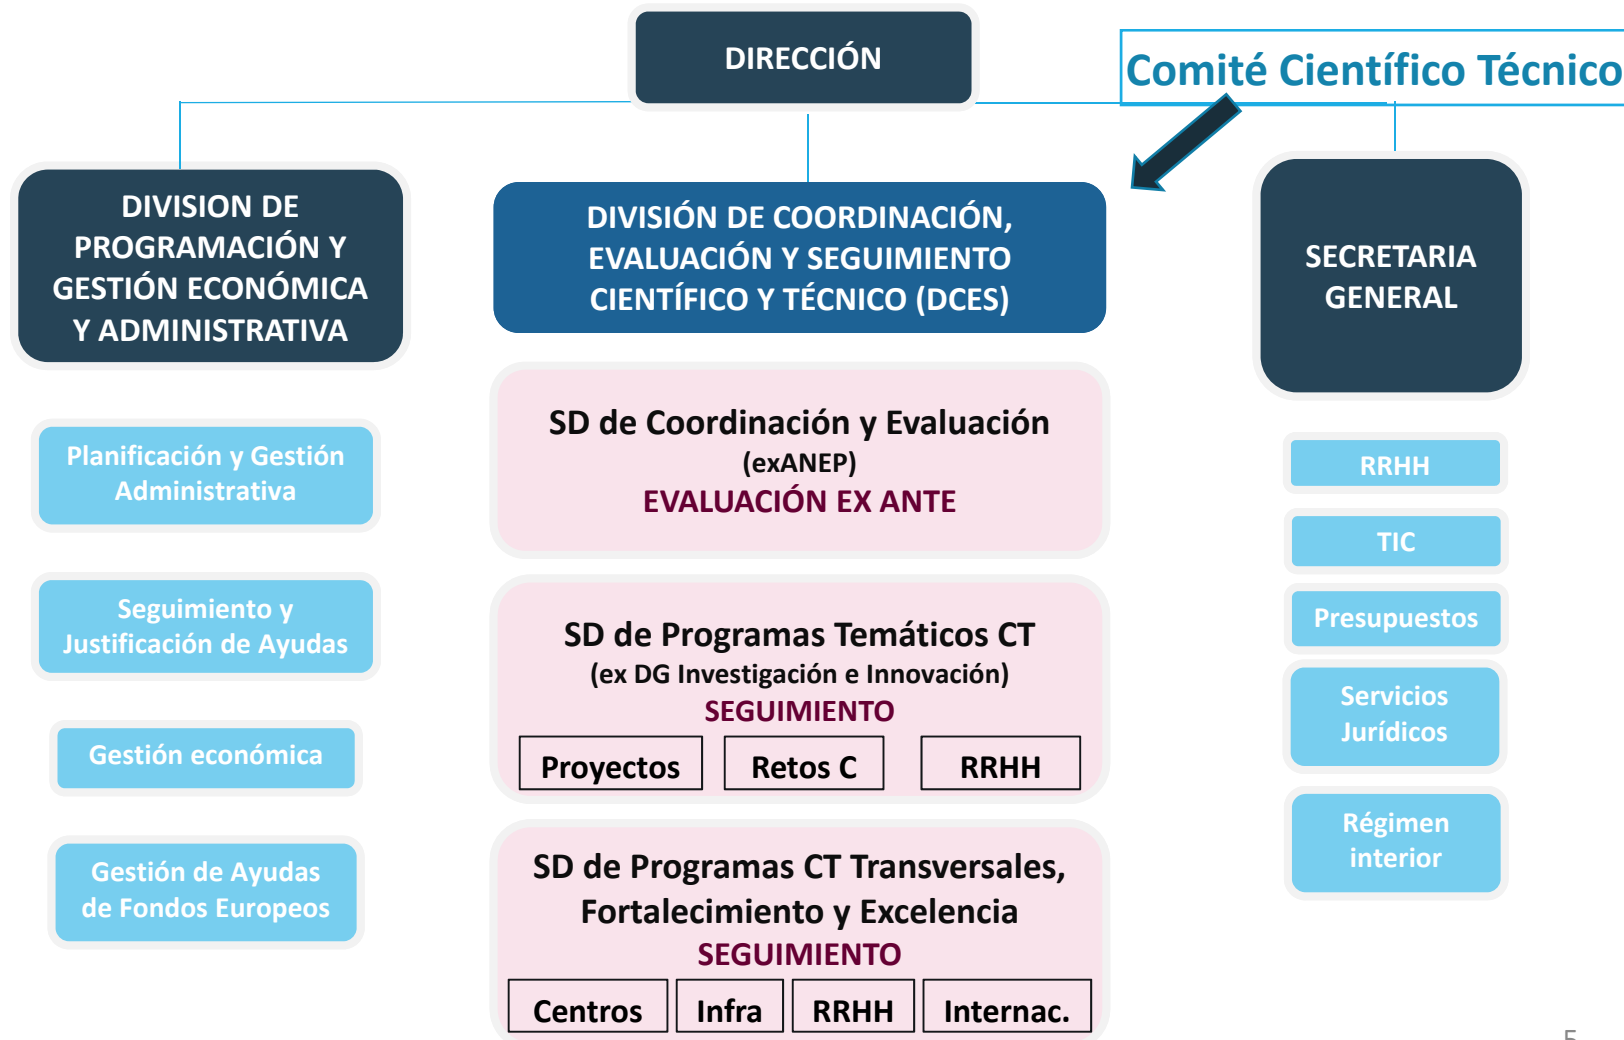 DIRECCIÓN
Comité Científico Técnico
DIVISION DE
PROGRAMACIÓN Y
GESTIÓN ECONÓMICA
Y ADMINISTRATIVA
Planificación y Gestión
Administrativa
Seguimiento y
Justificación de Ayudas
Gestión económica
Gestión de Ayudas
de Fondos Europeos
DIVISIÓN DE COORDINACIÓN,
EVALUACIÓN Y SEGUIMIENTO
CIENTÍFICO Y TÉCNICO (DCES)
SD de Coordinación y Evaluación
(exANEP)
EVALUACIÓN EX ANTE
SD de Programas Temáticos CT
(ex DG Investigación e Innovación)
SEGUIMIENTO
Proyectos
Retos C
RRHH
SD de Programas CT Transversales,
Fortalecimiento y Excelencia
SEGUIMIENTO
Centros
Infra
RRHH
Internac.
SECRETARIA
GENERAL
RRHH
TIC
Presupuestos
Servicios
Jurídicos
Régimen
interior